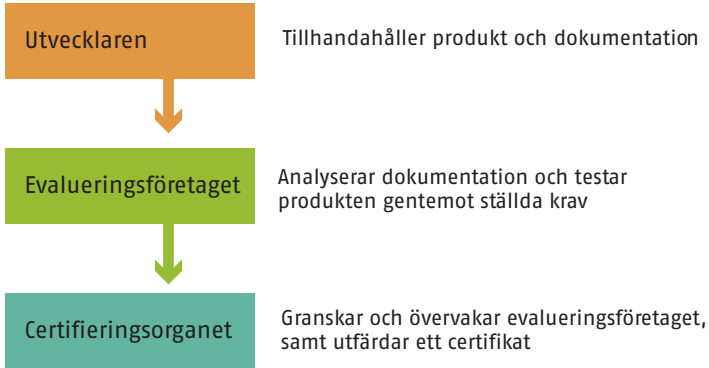 Utvecklaren
Tillhandahåller produkt och dokumentation
Evalueringsföretaget
Analyserar dokumentation och testar
produkten gentemot ställda krav
Certifieringsorganet
Granskar och övervakar evalueringsföretaget,
samt utfärdar ett certifikat